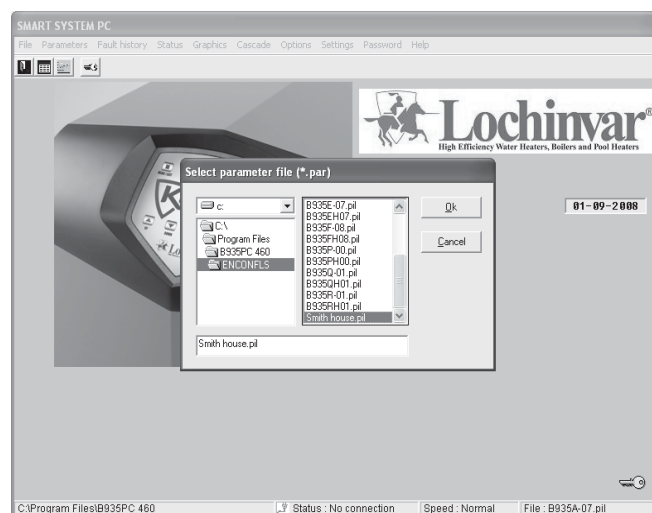 SMART SYSTEM PC
File Parameters Fault history Status Graphics Cascade Options Settings Password Help
Lochinvar®
High Efficiency Water Heaters, Boilers and Pool Heaters
01-09-2008
Select parameter file (*.par)
c:
C:\
Program Files
B935PC 460
ENCONFLS
B935E-07.pil
B935EH07.pil
B935F-08.pil
B935FH08.pil
B935P-00.pil
B935PH00.pil
B935Q-01.pil
B935QH01.pil
B935R-01.pil
B935RH01.pil
Smith house.pil
Ok
Cancel
Smith house.pil
C:\Program Files\B935PC 460
Status : No connection
Speed : Normal
File : B935A-07.pil